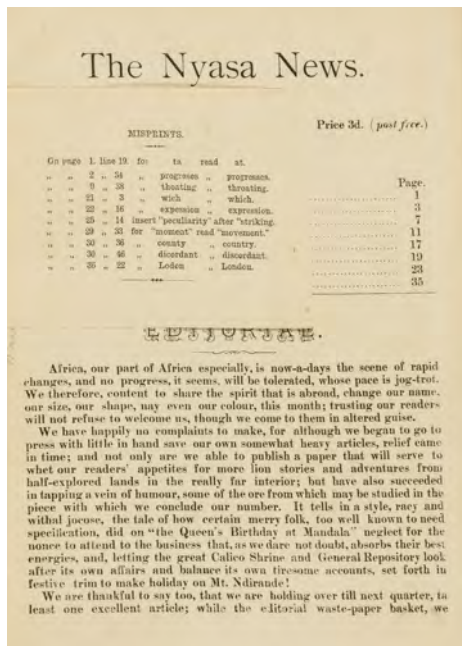 The Nyasa News.
Price 3d. (post free.)
MISPRINTS.
On page 1. line 19. for ta read at.
„ „ 2 „ 34 „ progreses „ progresses.
„ „ 9 „ 38 „ thoating „ throating.
„ „ 21 „ 3 „ wich „ which.
„ „ 22 „ 16 „ expession „ expression.
„ „ 25 „ 14 insert "peculiarity" after "striking.
„ „ 29 „ 33 for "moment" read "movement."
„ „ 30 „ 36 „ county „ country.
„ „ 30 „ 46 „ dicordant „ discordant.
„ „ 36 „ 22 „ Loden „ London.
Page.
1
3
7
11
17
19
23
35
EDITORIAL.
Africa, our part of Africa especially, is now-a-days the scene of rapid
changes, and no progress, it seems, will be tolerated, whose pace is jog-trot.
We therefore, content to share the spirit that is abroad, change our name,
our size, our shape, nay even our colour, this month; trusting our readers
will not refuse to welcome us, though we come to them in altered guise.
We have happily no complaints to make, for although we began to go to
press with little in hand save our own somewhat heavy articles, relief came
in time; and not only are we able to publish a paper that will serve to
whet our readers' appetites for more lion stories and adventures from
half-explored lands in the really far interior; but have also succeeded
in tapping a vein of humour, some of the ore from which may be studied in the
piece with which we conclude our number. It tells in a style, racy and
withal jocose, the tale of how certain merry folk, too well known to need
specification, did on "the Queen's Birthday at Mandala" neglect for the
nonce to attend to the business that, as we dare not doubt, absorbs their best
energies, and, letting the great Calico Shrine and General Repository look
after its own affairs and balance its own tiresome accounts, set forth in
festive trim to make holiday on Mt. Ndirande!
We are thankful to say too, that we are holding over till next quarter, ta
least one excellent article; while the editorial waste-paper basket, we